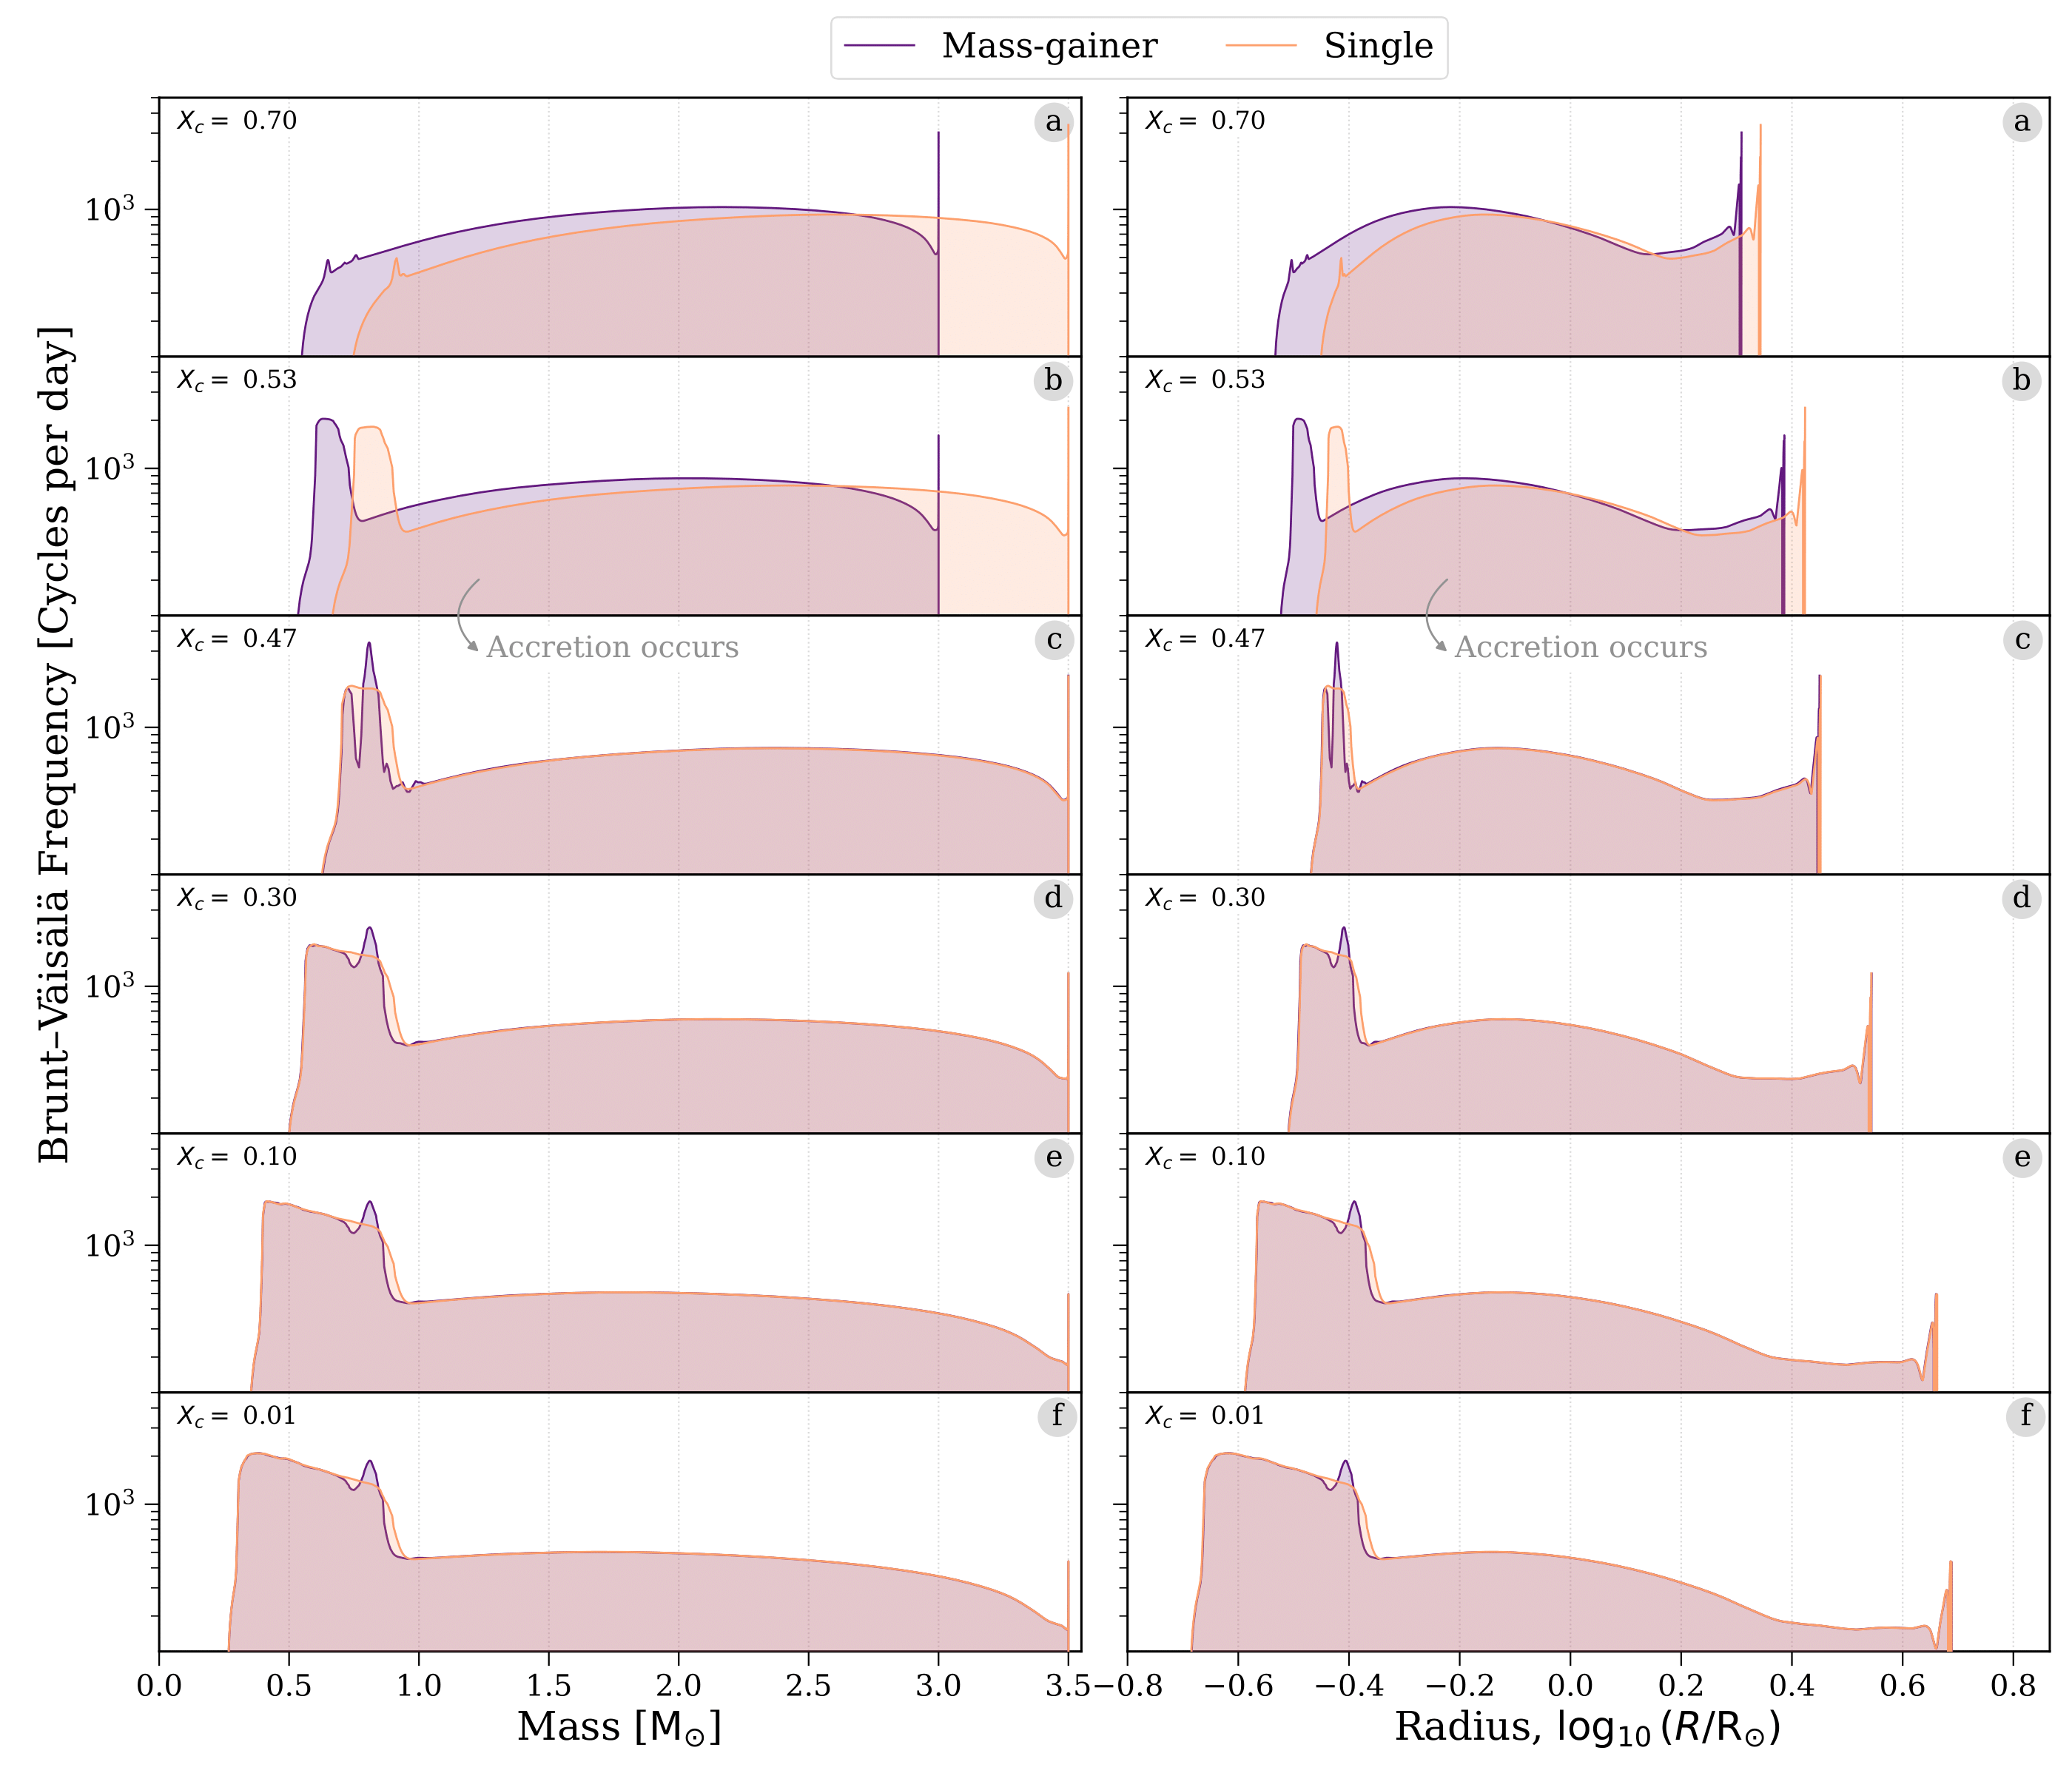 Mass-gainer Single
Brunt–Väisälä Frequency [Cycles per day]
X_c = 0.70 a
10^3
X_c = 0.70 a
X_c = 0.53 b
10^3
X_c = 0.53 b
X_c = 0.47 c
Accretion occurs
10^3
X_c = 0.47 c
Accretion occurs
X_c = 0.30 d
10^3
X_c = 0.30 d
X_c = 0.10 e
10^3
X_c = 0.10 e
X_c = 0.01 f
10^3
X_c = 0.01 f
0.0 0.5 1.0 1.5 2.0 2.5 3.0 3.5
Mass [M☉]
−0.8 −0.6 −0.4 −0.2 0.0 0.2 0.4 0.6 0.8
Radius, log₁₀ (R/R☉)